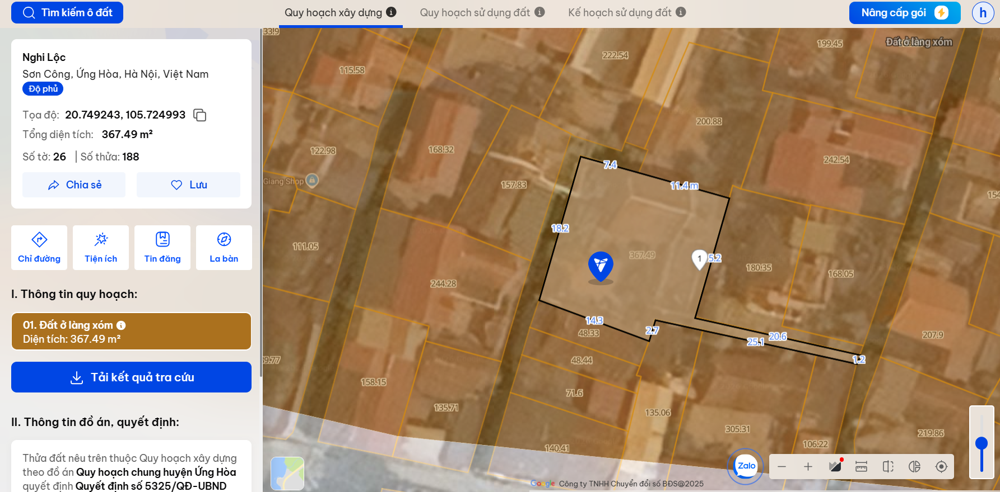 Tìm kiếm ô đất
Quy hoạch xây dựng
Quy hoạch sử dụng đất
Kế hoạch sử dụng đất
Nâng cấp gói
h
Nghi Lộc
Sơn Công, Ứng Hòa, Hà Nội, Việt Nam
Độ phủ
Tọa độ: 20.749243, 105.724993
Tổng diện tích: 367.49 m²
Số tờ: 26 | Số thửa: 188
Chia sẻ
Lưu
Chỉ đường
Tiện ích
Tin đăng
La bàn
I. Thông tin quy hoạch:
01. Đất ở làng xóm
Diện tích: 367.49 m²
Tải kết quả tra cứu
II. Thông tin đồ án, quyết định:
Thửa đất nêu trên thuộc Quy hoạch xây dựng
theo đồ án Quy hoạch chung huyện Ứng Hòa
quyết định Quyết định số 5325/QĐ-UBND
33.9
199.45
Đất ở làng xóm
222.54
115.58
200.88
122.98
168.32
242.54
7.4
Giang Shop
157.83
11.4 m
154
18.2
111.05
367.49
1
5.2
180.35
168.05
244.28
14.3
2.7
48.33
20.6
25.1
207.9
48.44
1.2
9.77
158.15
71.6
135.71
135.06
305.31
219.86
140.41
106.22
Zalo
Google
Công ty TNHH Chuyển đổi số BĐS@2025